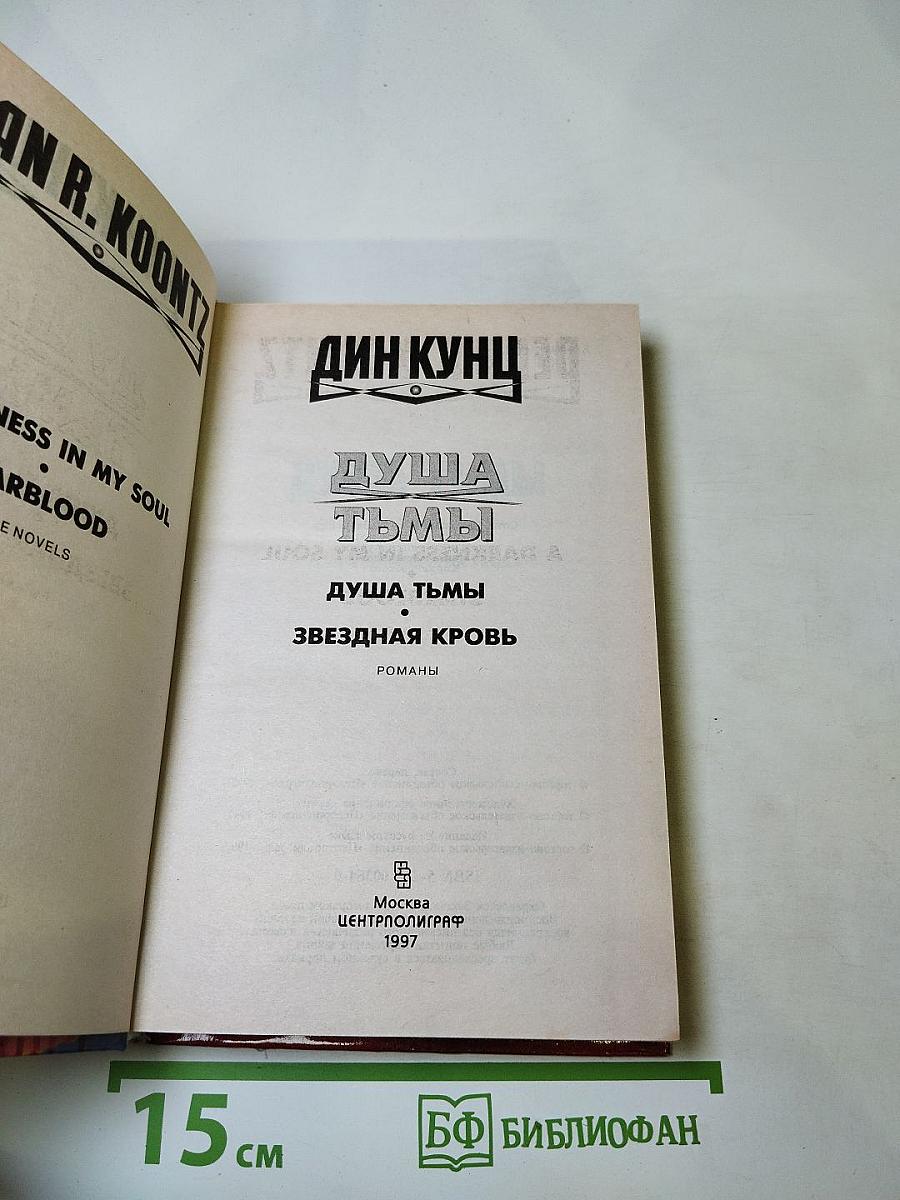 AN R. KOONTZ
NESS IN MY SOUL
•
ARBLOOD
E NOVELS
ДИН КУНЦ
ДУША
ТЬМЫ
ДУША ТЬМЫ
•
ЗВЕЗДНАЯ КРОВЬ
РОМАНЫ
Москва
ЦЕНТРПОЛИГРАФ
1997
15 см
БФ БИБЛИОФАН